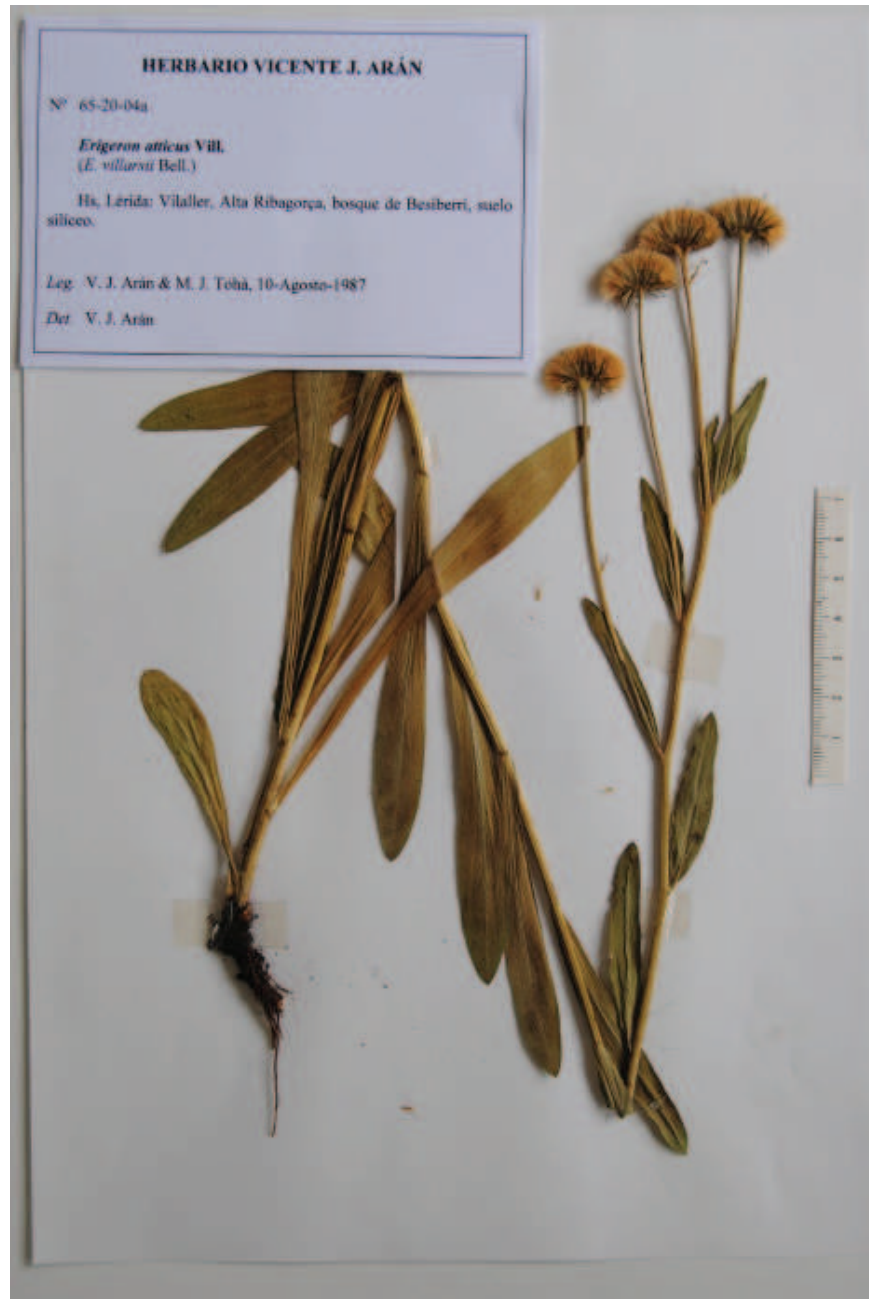 HERBARIO VICENTE J. ARÁN
Nº 65-20-04a
Erigeron atticus Vill.
(E. villarsii Bell.)
Hs, Lérida: Vilaller, Alta Ribagorça, bosque de Besiberri, suelo
silíceo.
Leg. V. J. Arán & M. J. Tohá, 10-Agosto-1987
Det. V. J. Arán